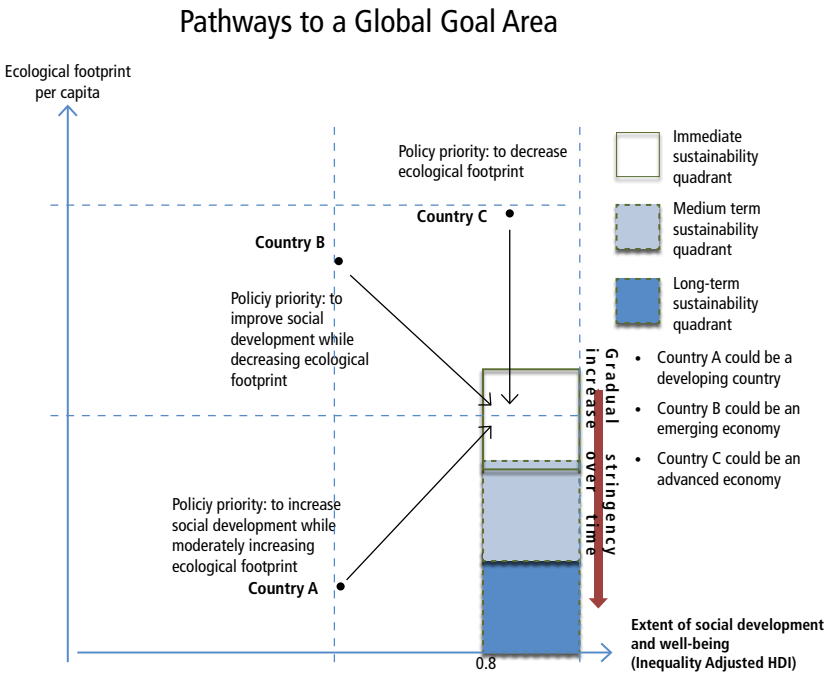 Pathways to a Global Goal Area
Ecological footprint
per capita
Policy priority: to decrease
ecological footprint
Country C
Country B
Policiy priority: to
improve social
development while
decreasing ecological
footprint
Policiy priority: to increase
social development while
moderately increasing
ecological footprint
Country A
0.8
Immediate
sustainability
quadrant
Medium term
sustainability
quadrant
Long-term
sustainability
quadrant
Gradual stringency
increase over time
• Country A could be a
developing country
• Country B could be an
emerging economy
• Country C could be an
advanced economy
Extent of social development
and well-being
(Inequality Adjusted HDI)